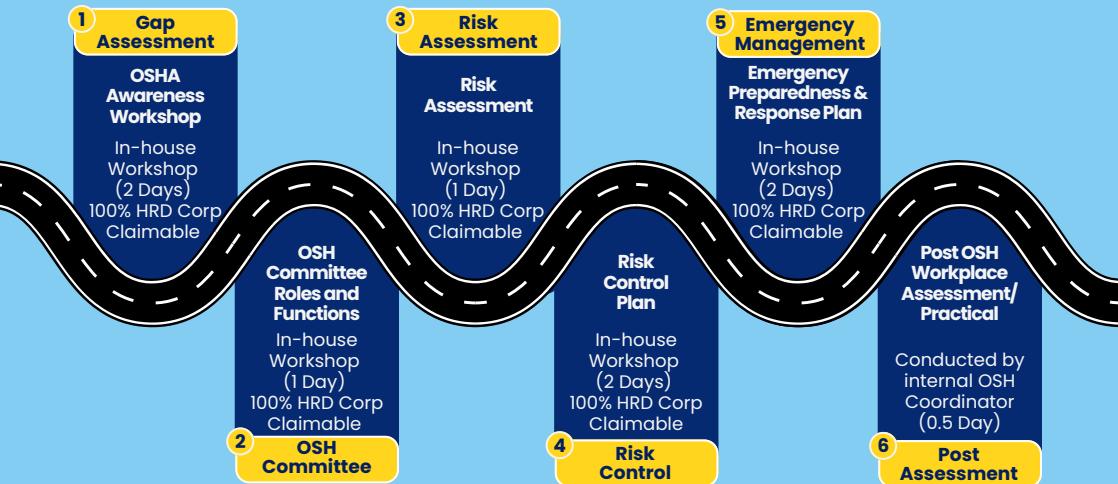 1
Gap
Assessment
OSHA
Awareness
Workshop
In-house
Workshop
(2 Days)
100% HRD Corp
Claimable
OSH
Committee
Roles and
Functions
In-house
Workshop
(1 Day)
100% HRD Corp
Claimable
2
OSH
Committee
3
Risk
Assessment
Risk
Assessment
In-house
Workshop
(1 Day)
100% HRD Corp
Claimable
Risk
Control
Plan
In-house
Workshop
(2 Days)
100% HRD Corp
Claimable
4
Risk
Control
5
Emergency
Management
Emergency
Preparedness &
Response Plan
In-house
Workshop
(2 Days)
100% HRD Corp
Claimable
Post OSH
Workplace
Assessment/
Practical
Conducted by
internal OSH
Coordinator
(0.5 Day)
6
Post
Assessment